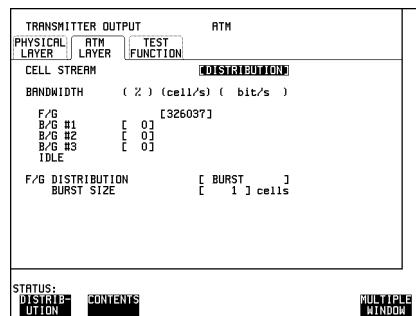 TRANSMITTER OUTPUT ATM
PHYSICAL LAYER ATM LAYER TEST FUNCTION
CELL STREAM [DISTRIBUTION]
BANDWIDTH ( % ) (cell/s) ( bit/s )
F/G [326037]
B/G #1 [ 0]
B/G #2 [ 0]
B/G #3 [ 0]
IDLE
F/G DISTRIBUTION [ BURST ]
BURST SIZE [ 1 ] cells
STATUS:
DISTRIB-UTION CONTENTS MULTIPLE WINDOW